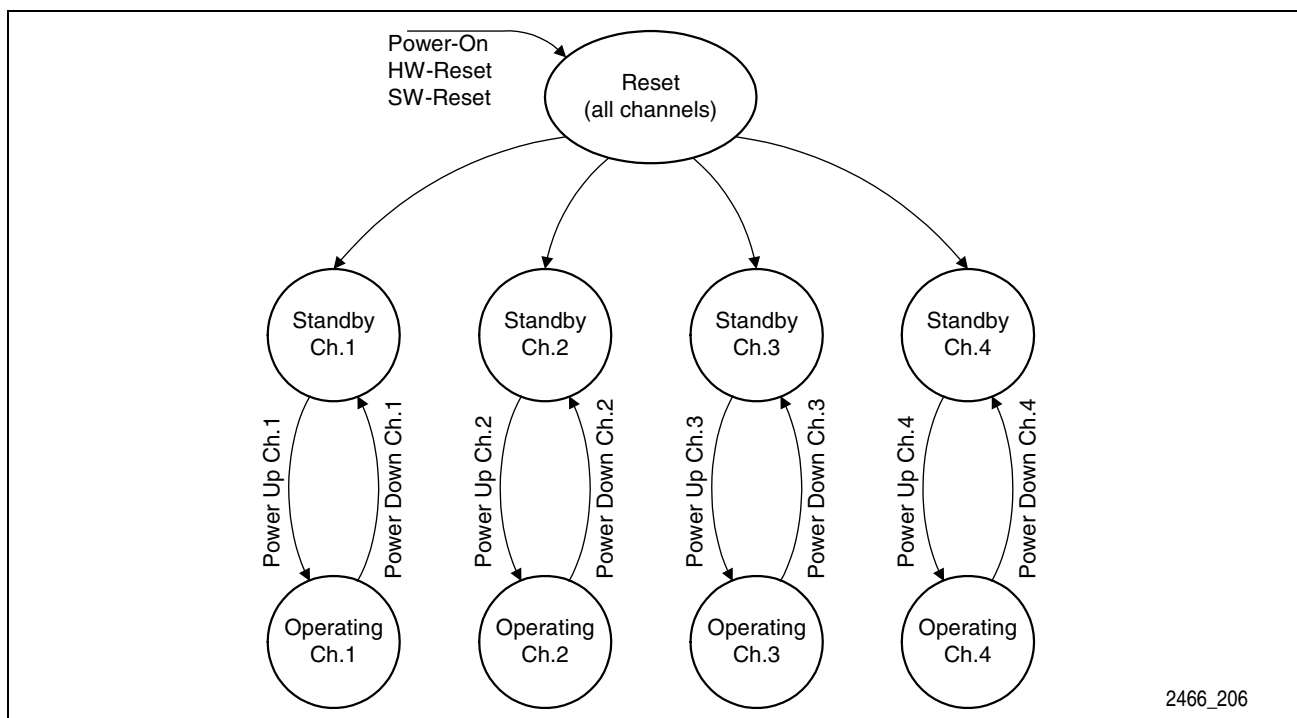 Power-On
HW-Reset
SW-Reset
Reset
(all channels)
Standby
Ch.1
Standby
Ch.2
Standby
Ch.3
Standby
Ch.4
Power Up Ch.1
Power Down Ch.1
Power Up Ch.2
Power Down Ch.2
Power Up Ch.3
Power Down Ch.3
Power Up Ch.4
Power Down Ch.4
Operating
Ch.1
Operating
Ch.2
Operating
Ch.3
Operating
Ch.4
2466_206